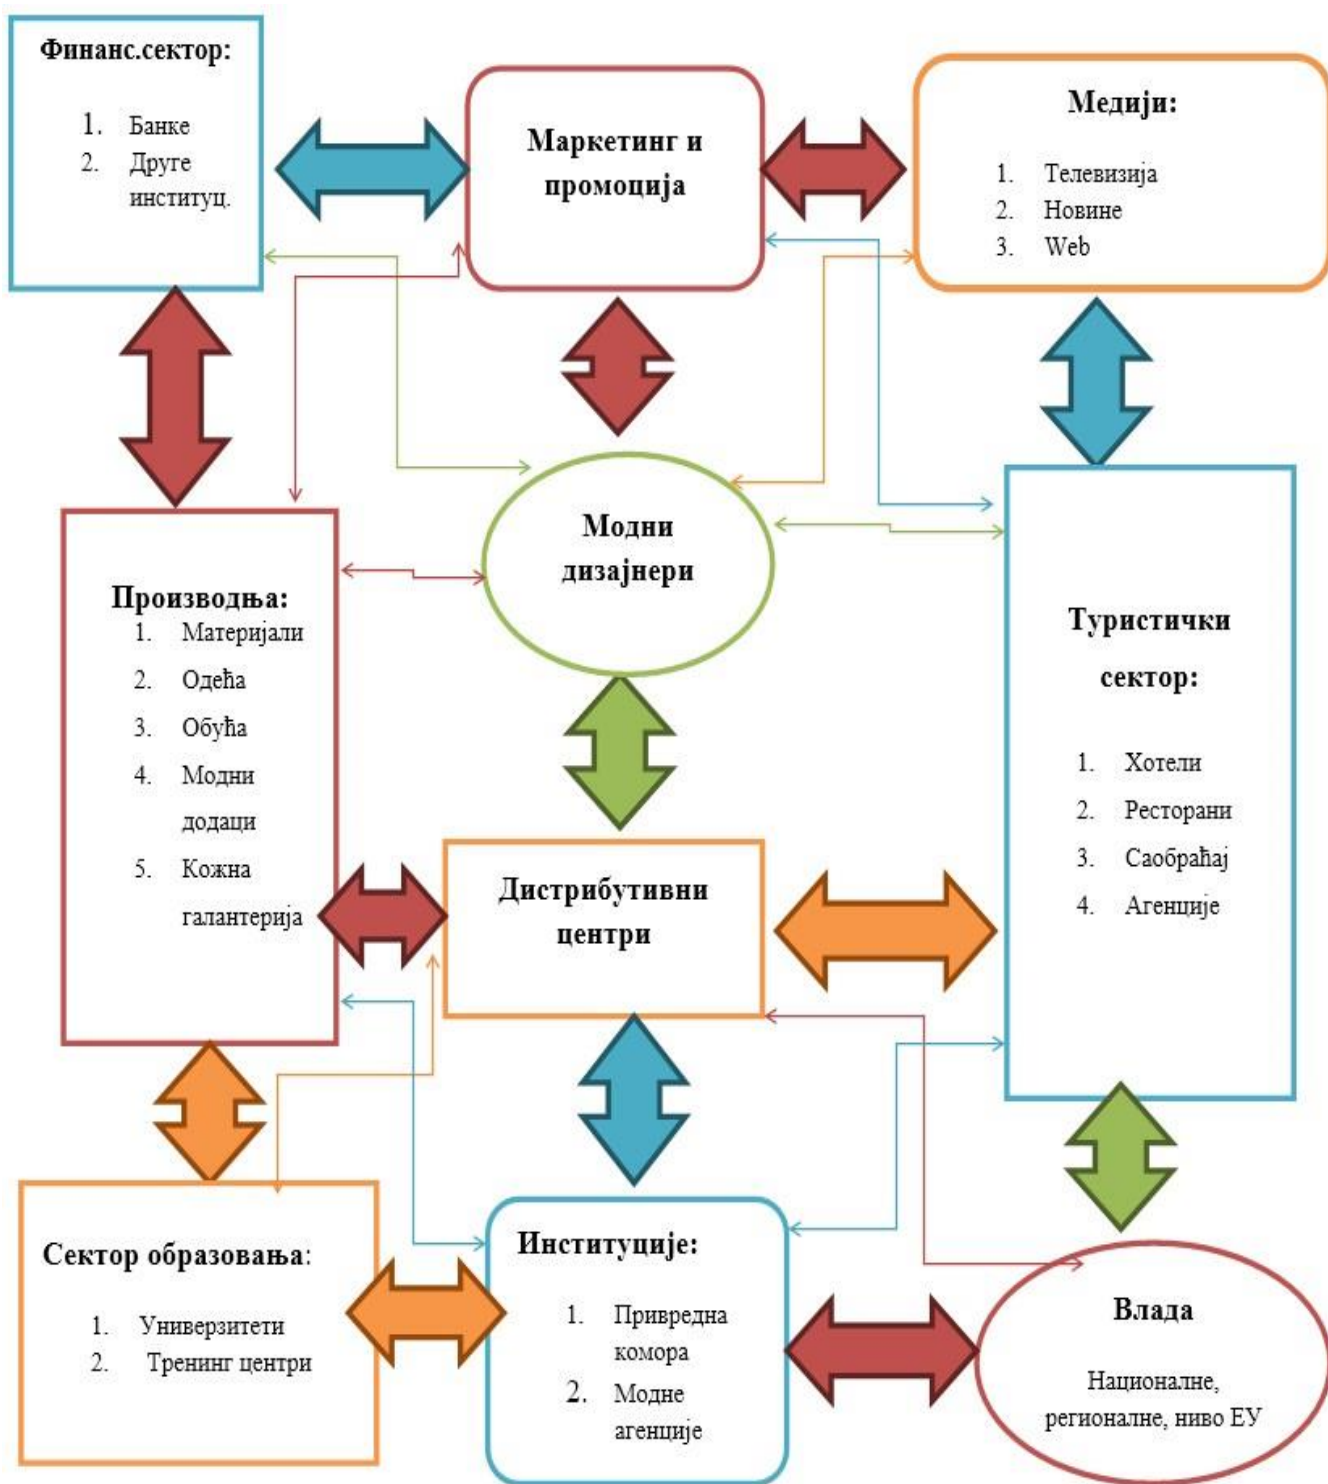 Финанс.сектор:
1. Банке
2. Друге
институц.
Маркетинг и
промоција
Медији:
1. Телевизија
2. Новине
3. Web
Модни
дизајнери
Производња:
1. Материјали
2. Одећа
3. Обућа
4. Модни
додаци
5. Кожна
галантерија
Туристички
сектор:
1. Хотели
2. Ресторани
3. Саобраћај
4. Агенције
Дистрибутивни
центри
Сектор образовања:
1. Универзитети
2. Тренинг центри
Институције:
1. Привредна
комора
2. Модне
агенције
Влада
Националне,
регионалне, ниво ЕУ